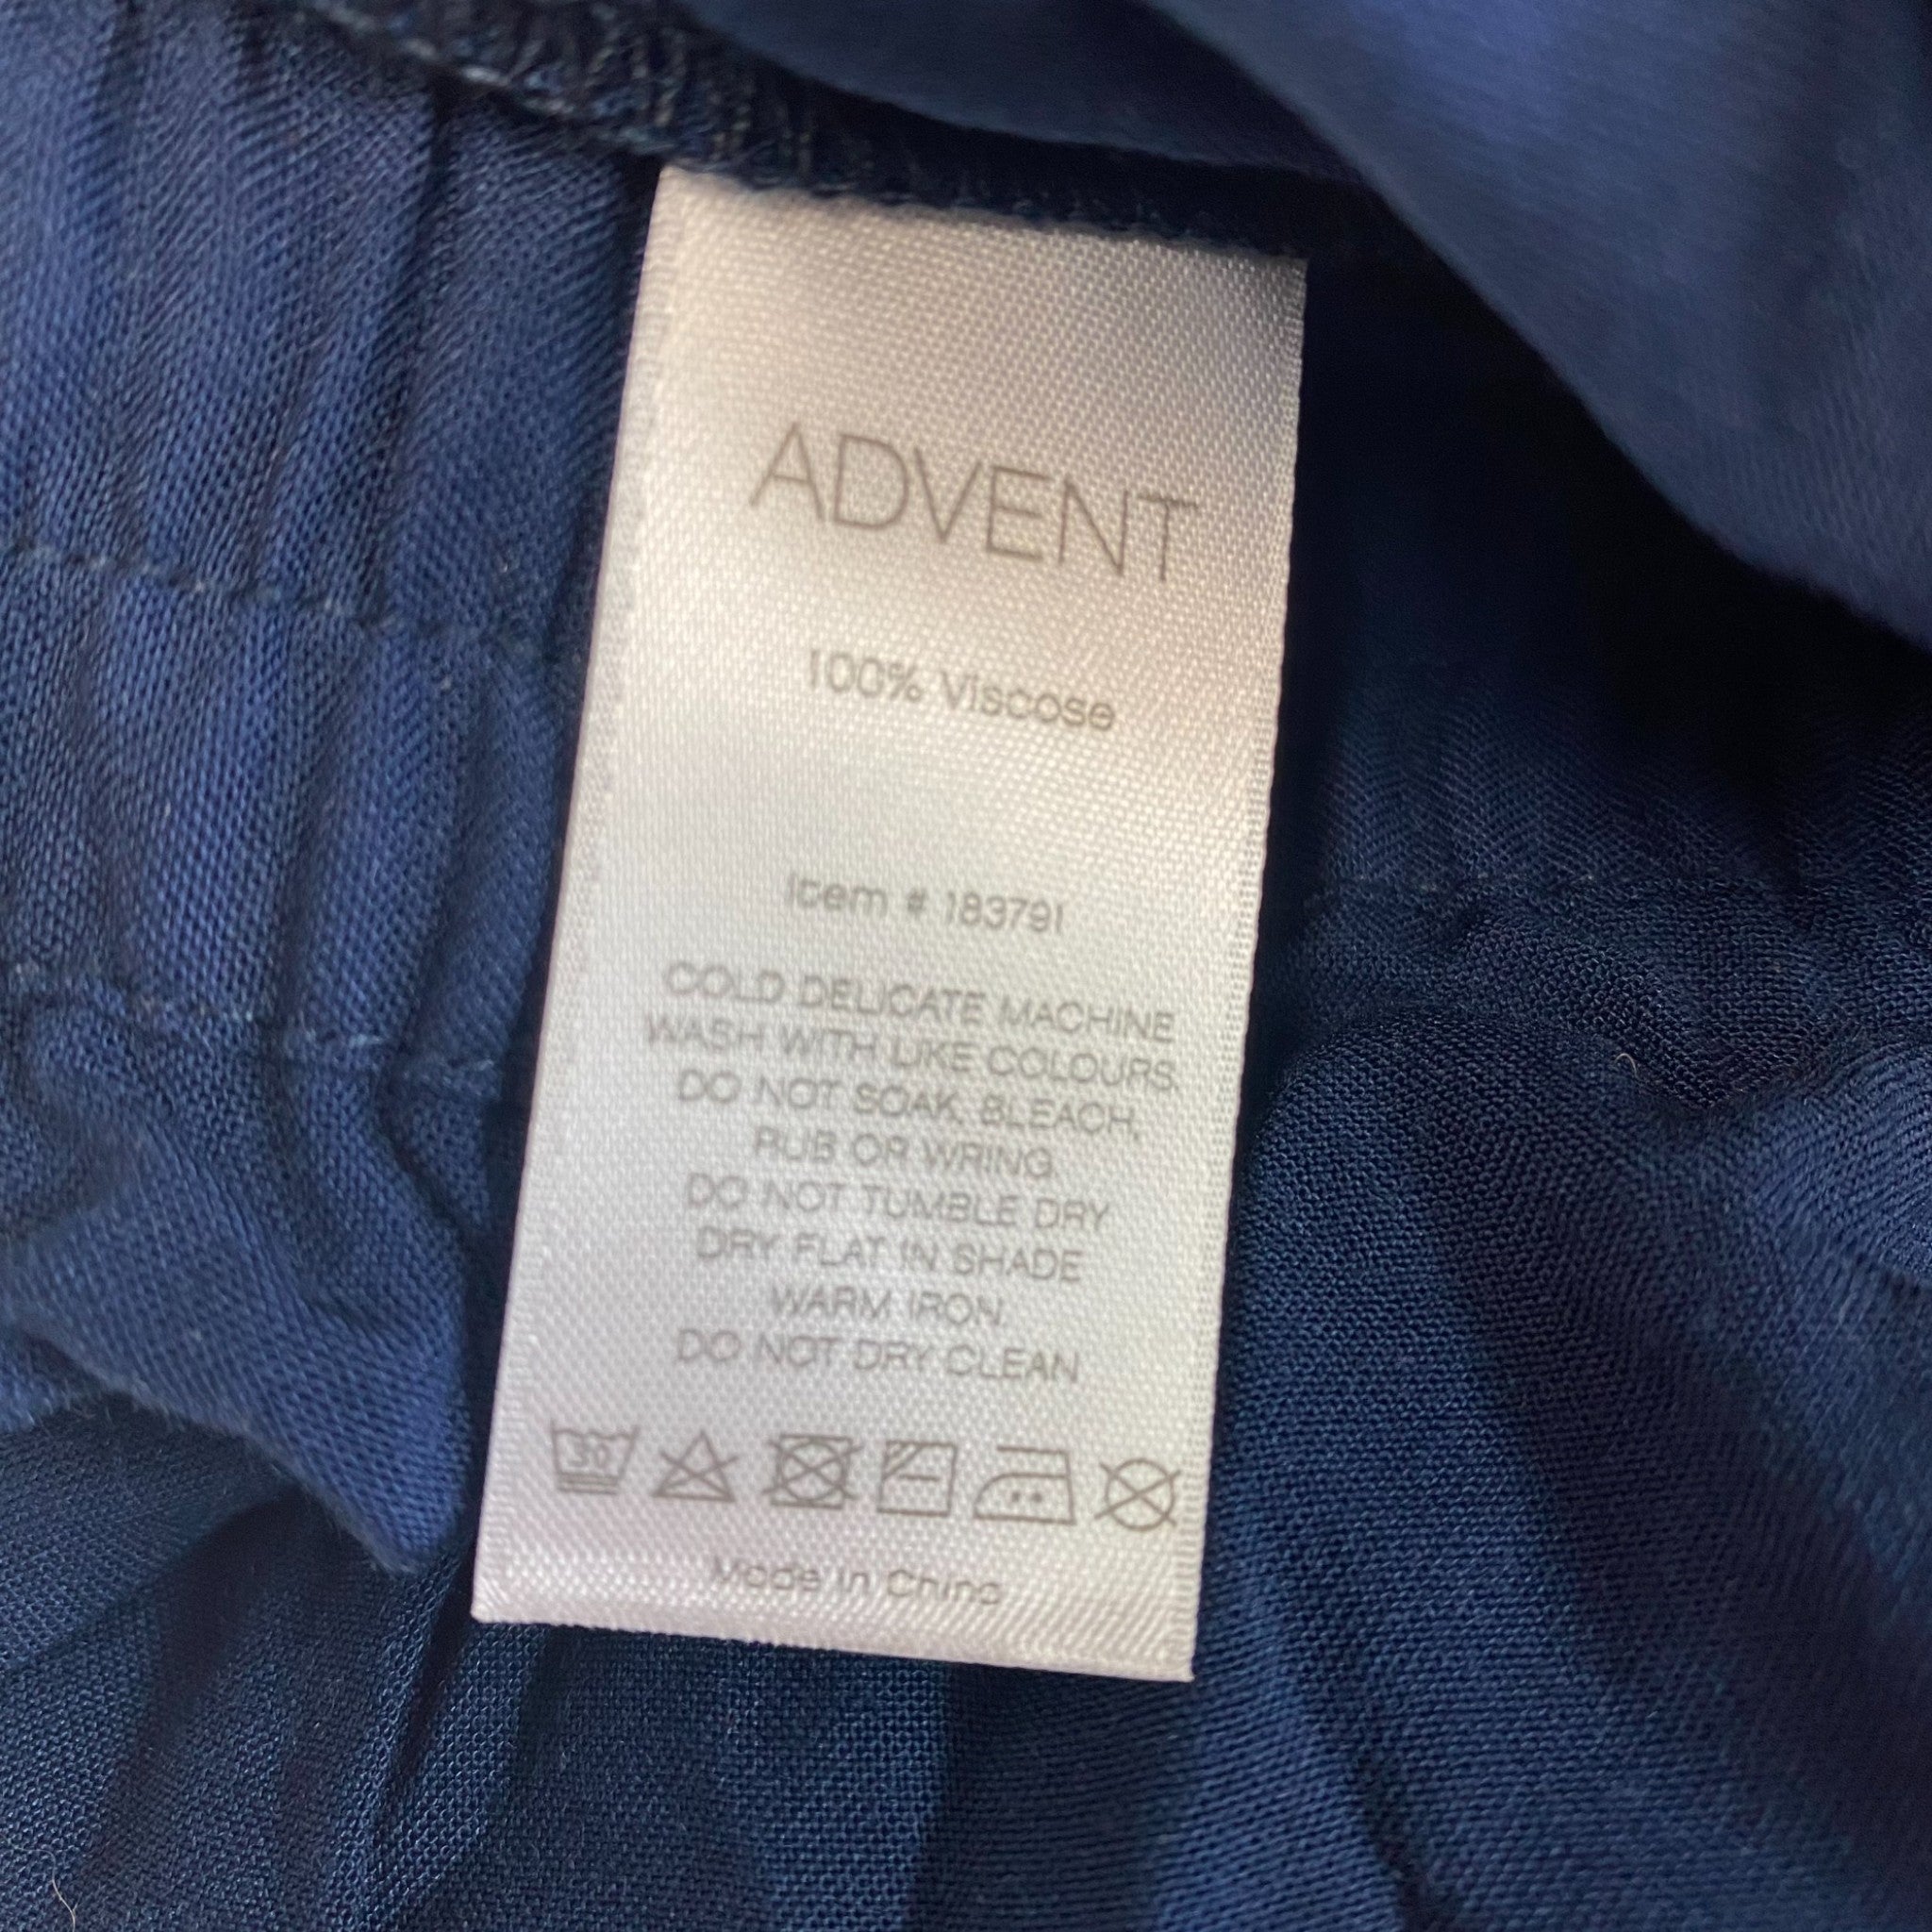 ADVENT
100% Viscose
Item # 183791
COLD DELICATE MACHINE
WASH WITH LIKE COLOURS.
DO NOT SOAK, BLEACH,
RUB OR WRING.
DO NOT TUMBLE DRY
DRY FLAT IN SHADE
WARM IRON
DO NOT DRY CLEAN
30
Made in China